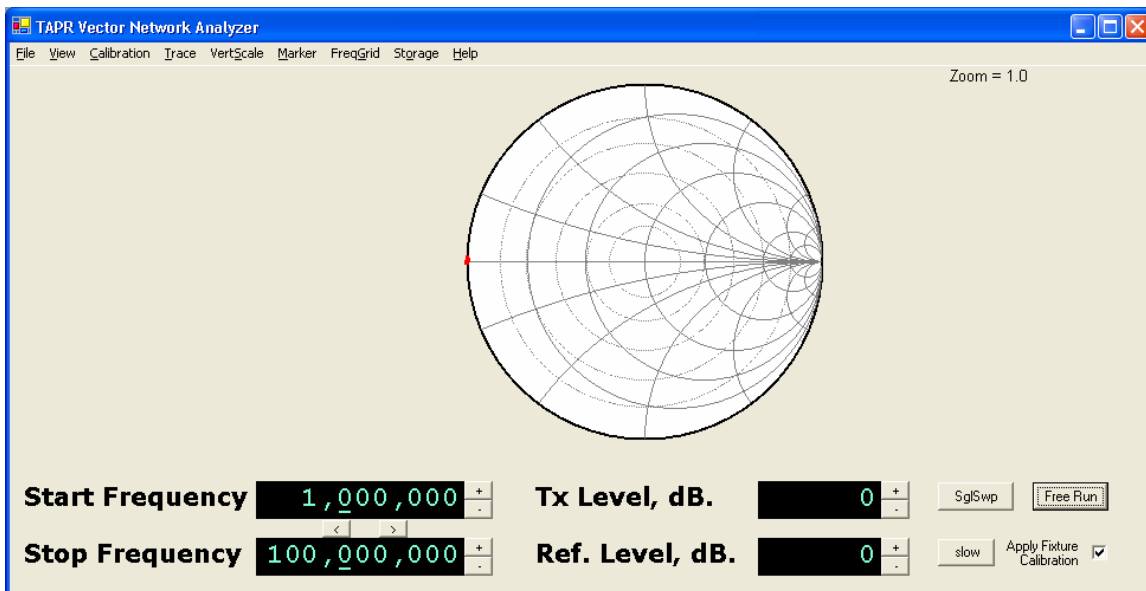 TAPR Vector Network Analyzer
File View Calibration Trace VertScale Marker FreqGrid Storage Help
Zoom = 1.0
Start Frequency 1,000,000 + - Tx Level, dB. 0 + - SglSwp Free Run
< >
Stop Frequency 100,000,000 + - Ref. Level, dB. 0 + - slow Apply Fixture
Calibration